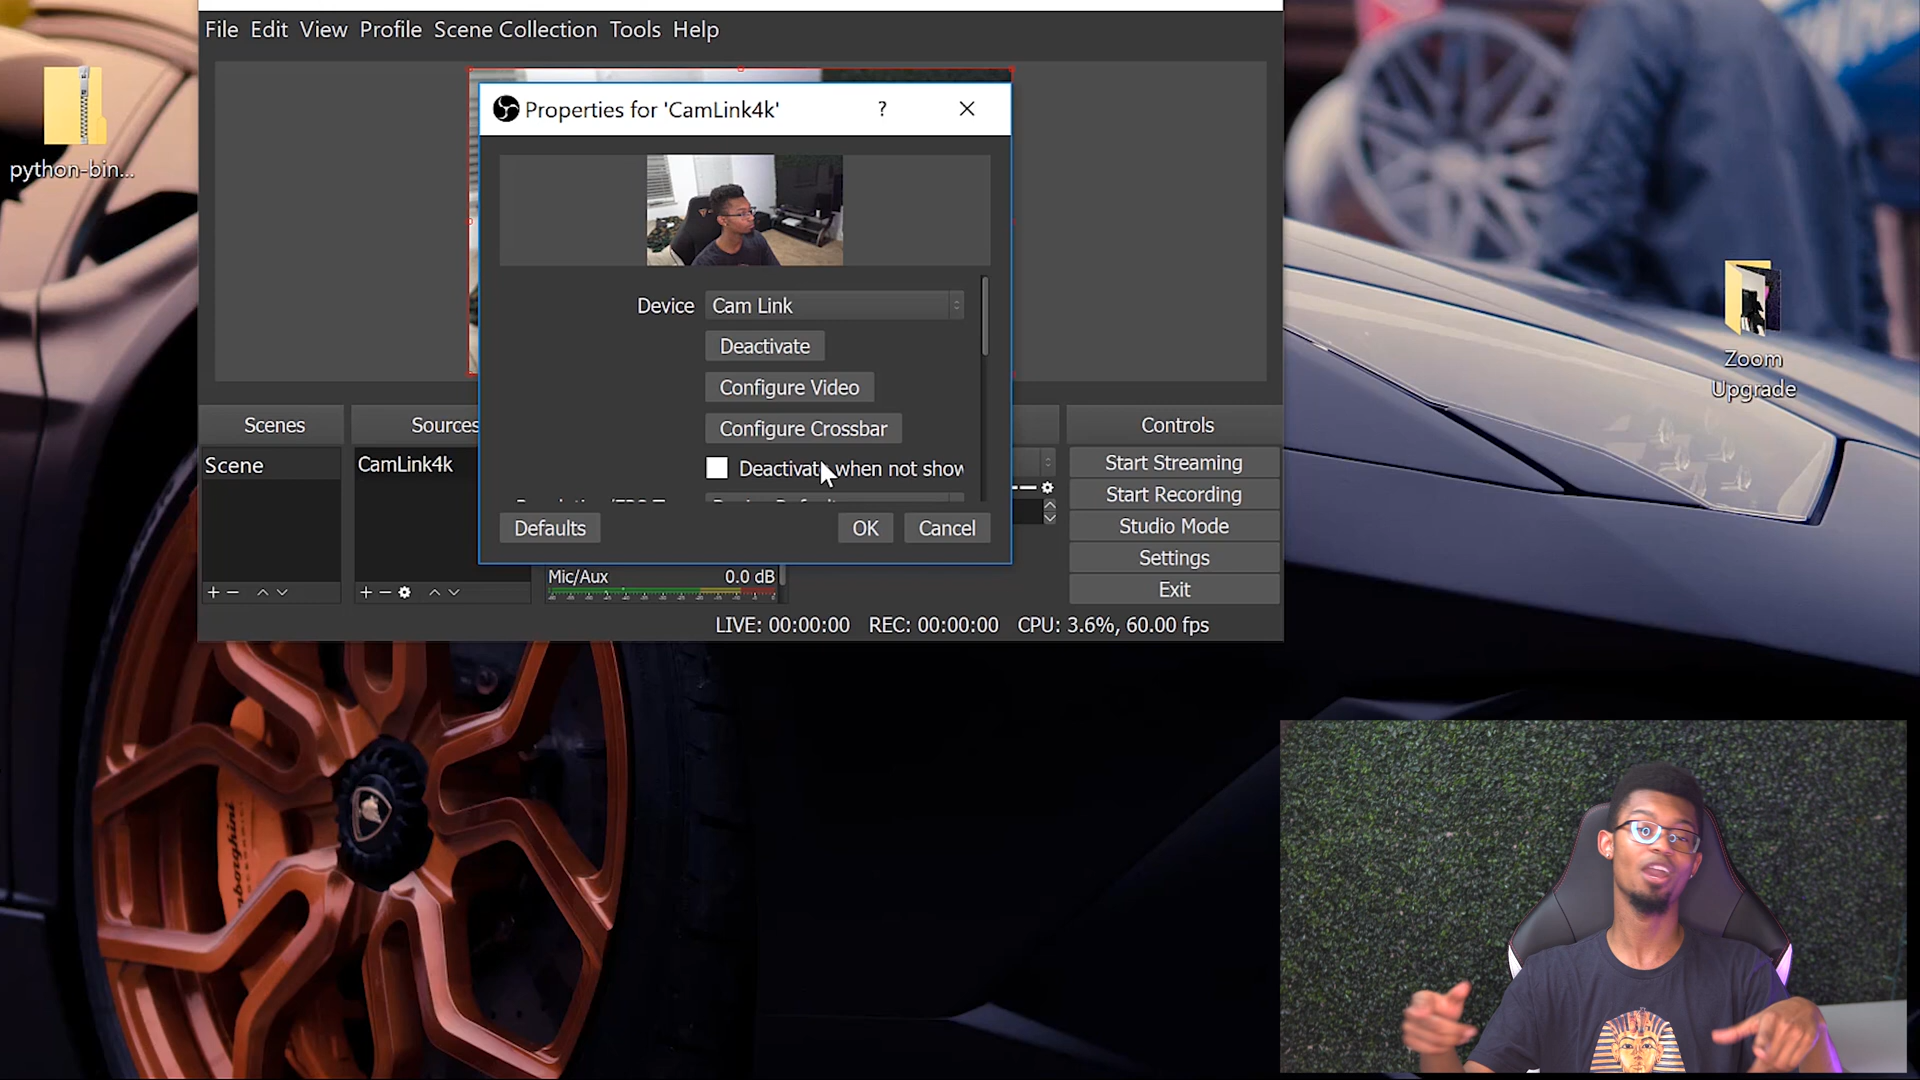 File Edit View Profile Scene Collection Tools Help
python-bin...
Properties for 'CamLink4k' ?
Device Cam Link
Deactivate
Configure Video
Configure Crossbar
Deactivate when not show
Defaults OK Cancel
Scenes
Scene
Sources
CamLink4k
Mic/Aux 0.0 dB
Controls
Start Streaming
Start Recording
Studio Mode
Settings
Exit
LIVE: 00:00:00 REC: 00:00:00 CPU: 3.6%, 60.00 fps
Zoom
Upgrade